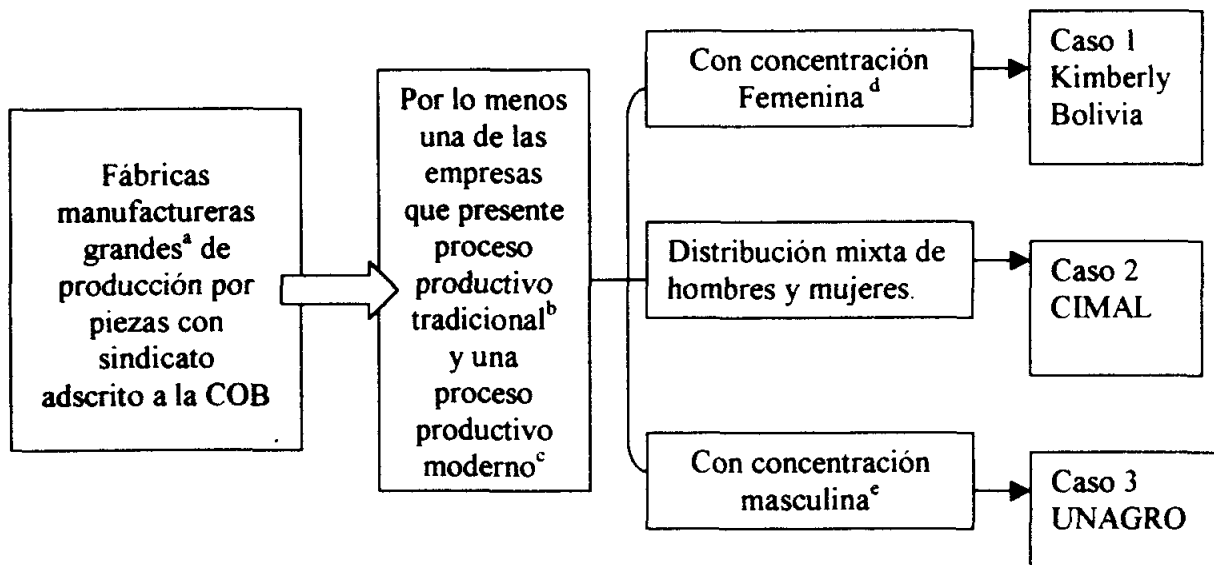 Fábricas
manufactureras
grandesᵃ de
producción por
piezas con
sindicato
adscrito a la COB
Por lo menos
una de las
empresas
que presente
proceso
productivo
tradicionalᵇ
y una
proceso
productivo
modernoᶜ
Con concentración
Femenina ᵈ
Caso 1
Kimberly
Bolivia
Distribución mixta de
hombres y mujeres.
Caso 2
CIMAL
Con concentración
masculinaᵉ
Caso 3
UNAGRO